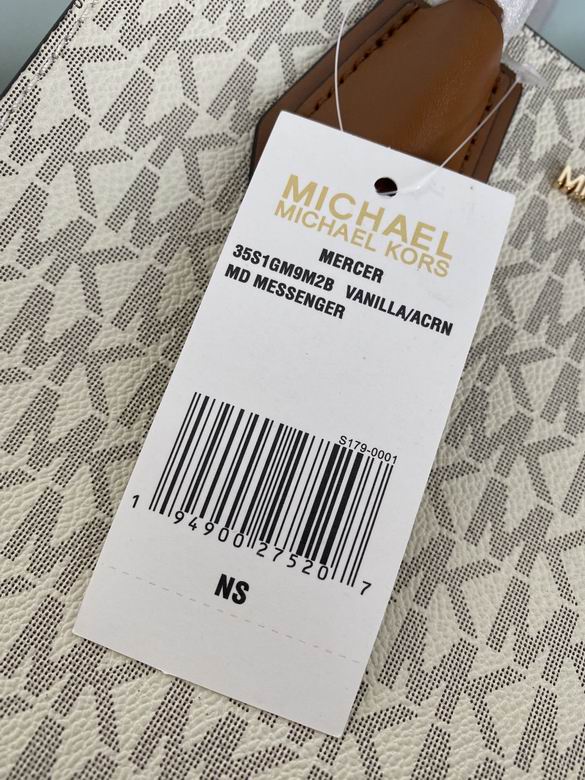 MICHAEL
MICHAEL KORS
MERCER
35S1GM9M2B VANILLA/ACRN
MD MESSENGER
S179-0001
1 94900 27520 7
NS